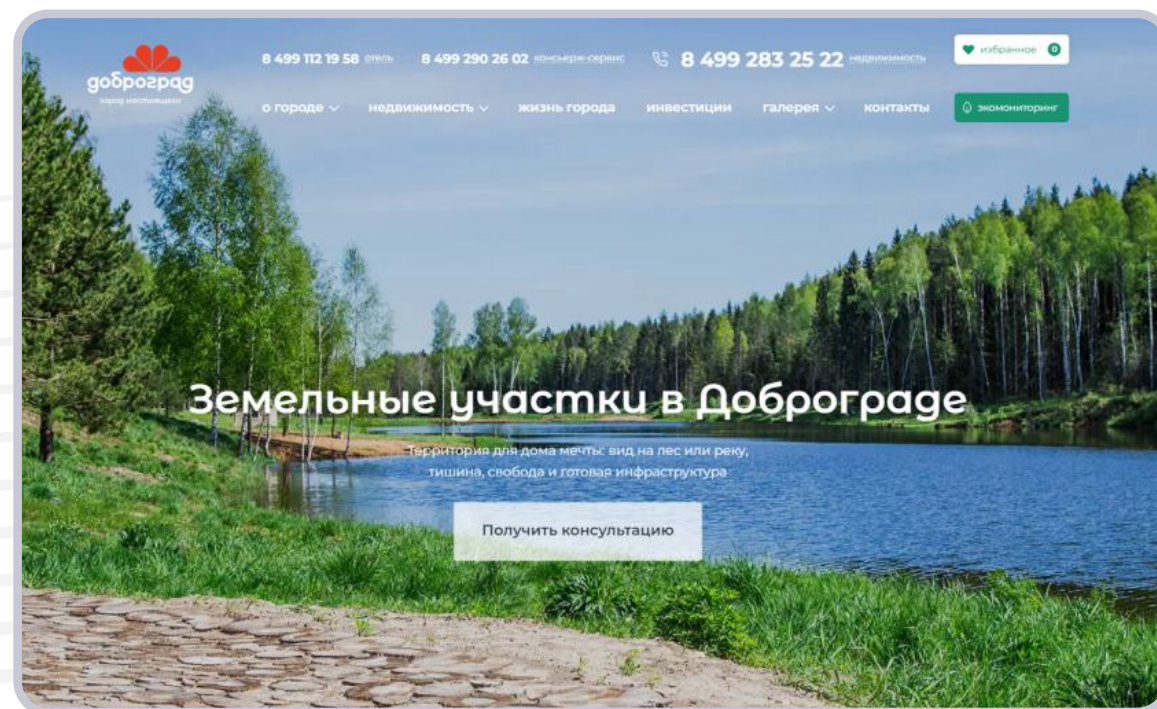 доброград
город настоящего
8 499 112 19 58 отель
8 499 290 26 02 консьерж-сервис
8 499 283 25 22 недвижимость
избранное 0
о городе
недвижимость
жизнь города
инвестиции
галерея
контакты
экомониторинг
Земельные участки в Доброграде
территория для дома мечты: вид на лес или реку,
тишина, свобода и готовая инфраструктура
Получить консультацию